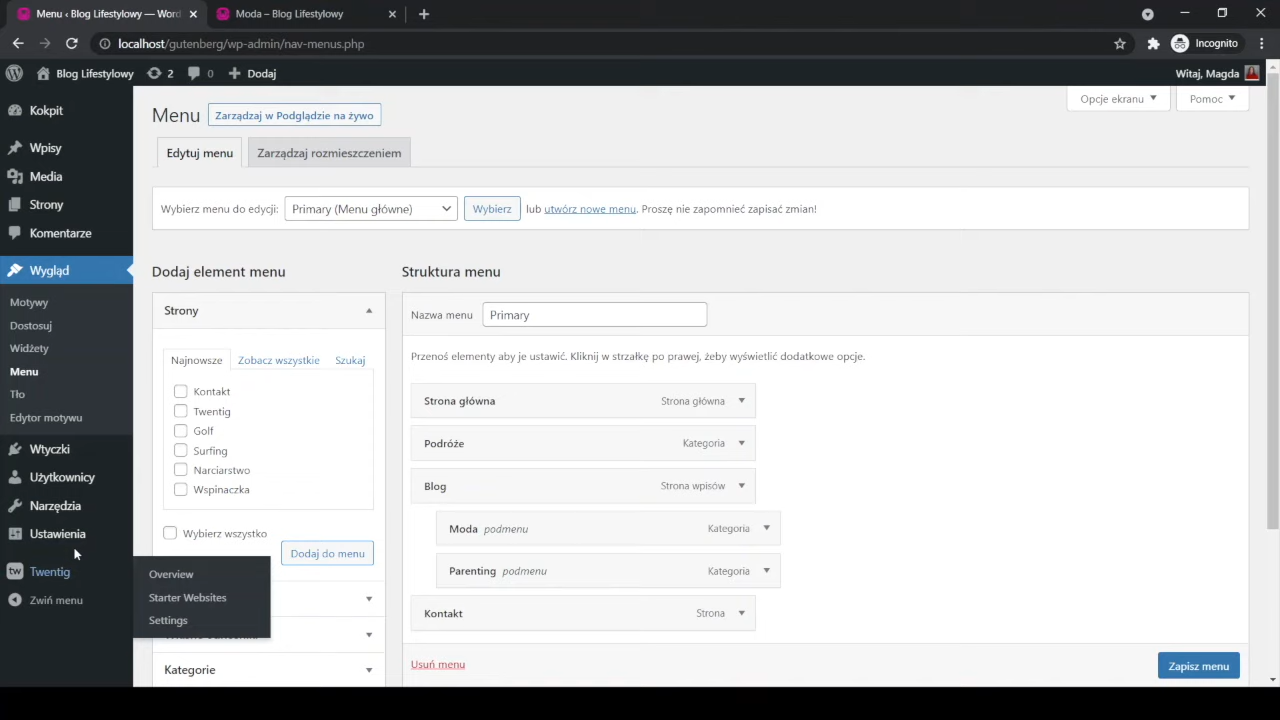 Menu < Blog Lifestylowy — Word
Moda – Blog Lifestylowy
localhost/gutenberg/wp-admin/nav-menus.php
Incognito
Blog Lifestylowy
2
0
Dodaj
Witaj, Magda
Kokpit
Wpisy
Media
Strony
Komentarze
Wygląd
Motywy
Dostosuj
Widżety
Menu
Tło
Edytor motywu
Wtyczki
Użytkownicy
Narzędzia
Ustawienia
tw Twentig
Zwiń menu
Overview
Starter Websites
Settings
Opcje ekranu
Pomoc
Menu
Zarządzaj w Podglądzie na żywo
Edytuj menu
Zarządzaj rozmieszczeniem
Wybierz menu do edycji: Primary (Menu główne) Wybierz lub utwórz nowe menu. Proszę nie zapomnieć zapisać zmian!
Dodaj element menu
Strony
Najnowsze
Zobacz wszystkie
Szukaj
Kontakt
Twentig
Golf
Surfing
Narciarstwo
Wspinaczka
Wybierz wszystko
Dodaj do menu
Kategorie
Struktura menu
Nazwa menu Primary
Przenoś elementy aby je ustawić. Kliknij w strzałkę po prawej, żeby wyświetlić dodatkowe opcje.
Strona główna Strona główna
Podróże Kategoria
Blog Strona wpisów
Moda podmenu Kategoria
Parenting podmenu Kategoria
Kontakt Strona
Usuń menu
Zapisz menu